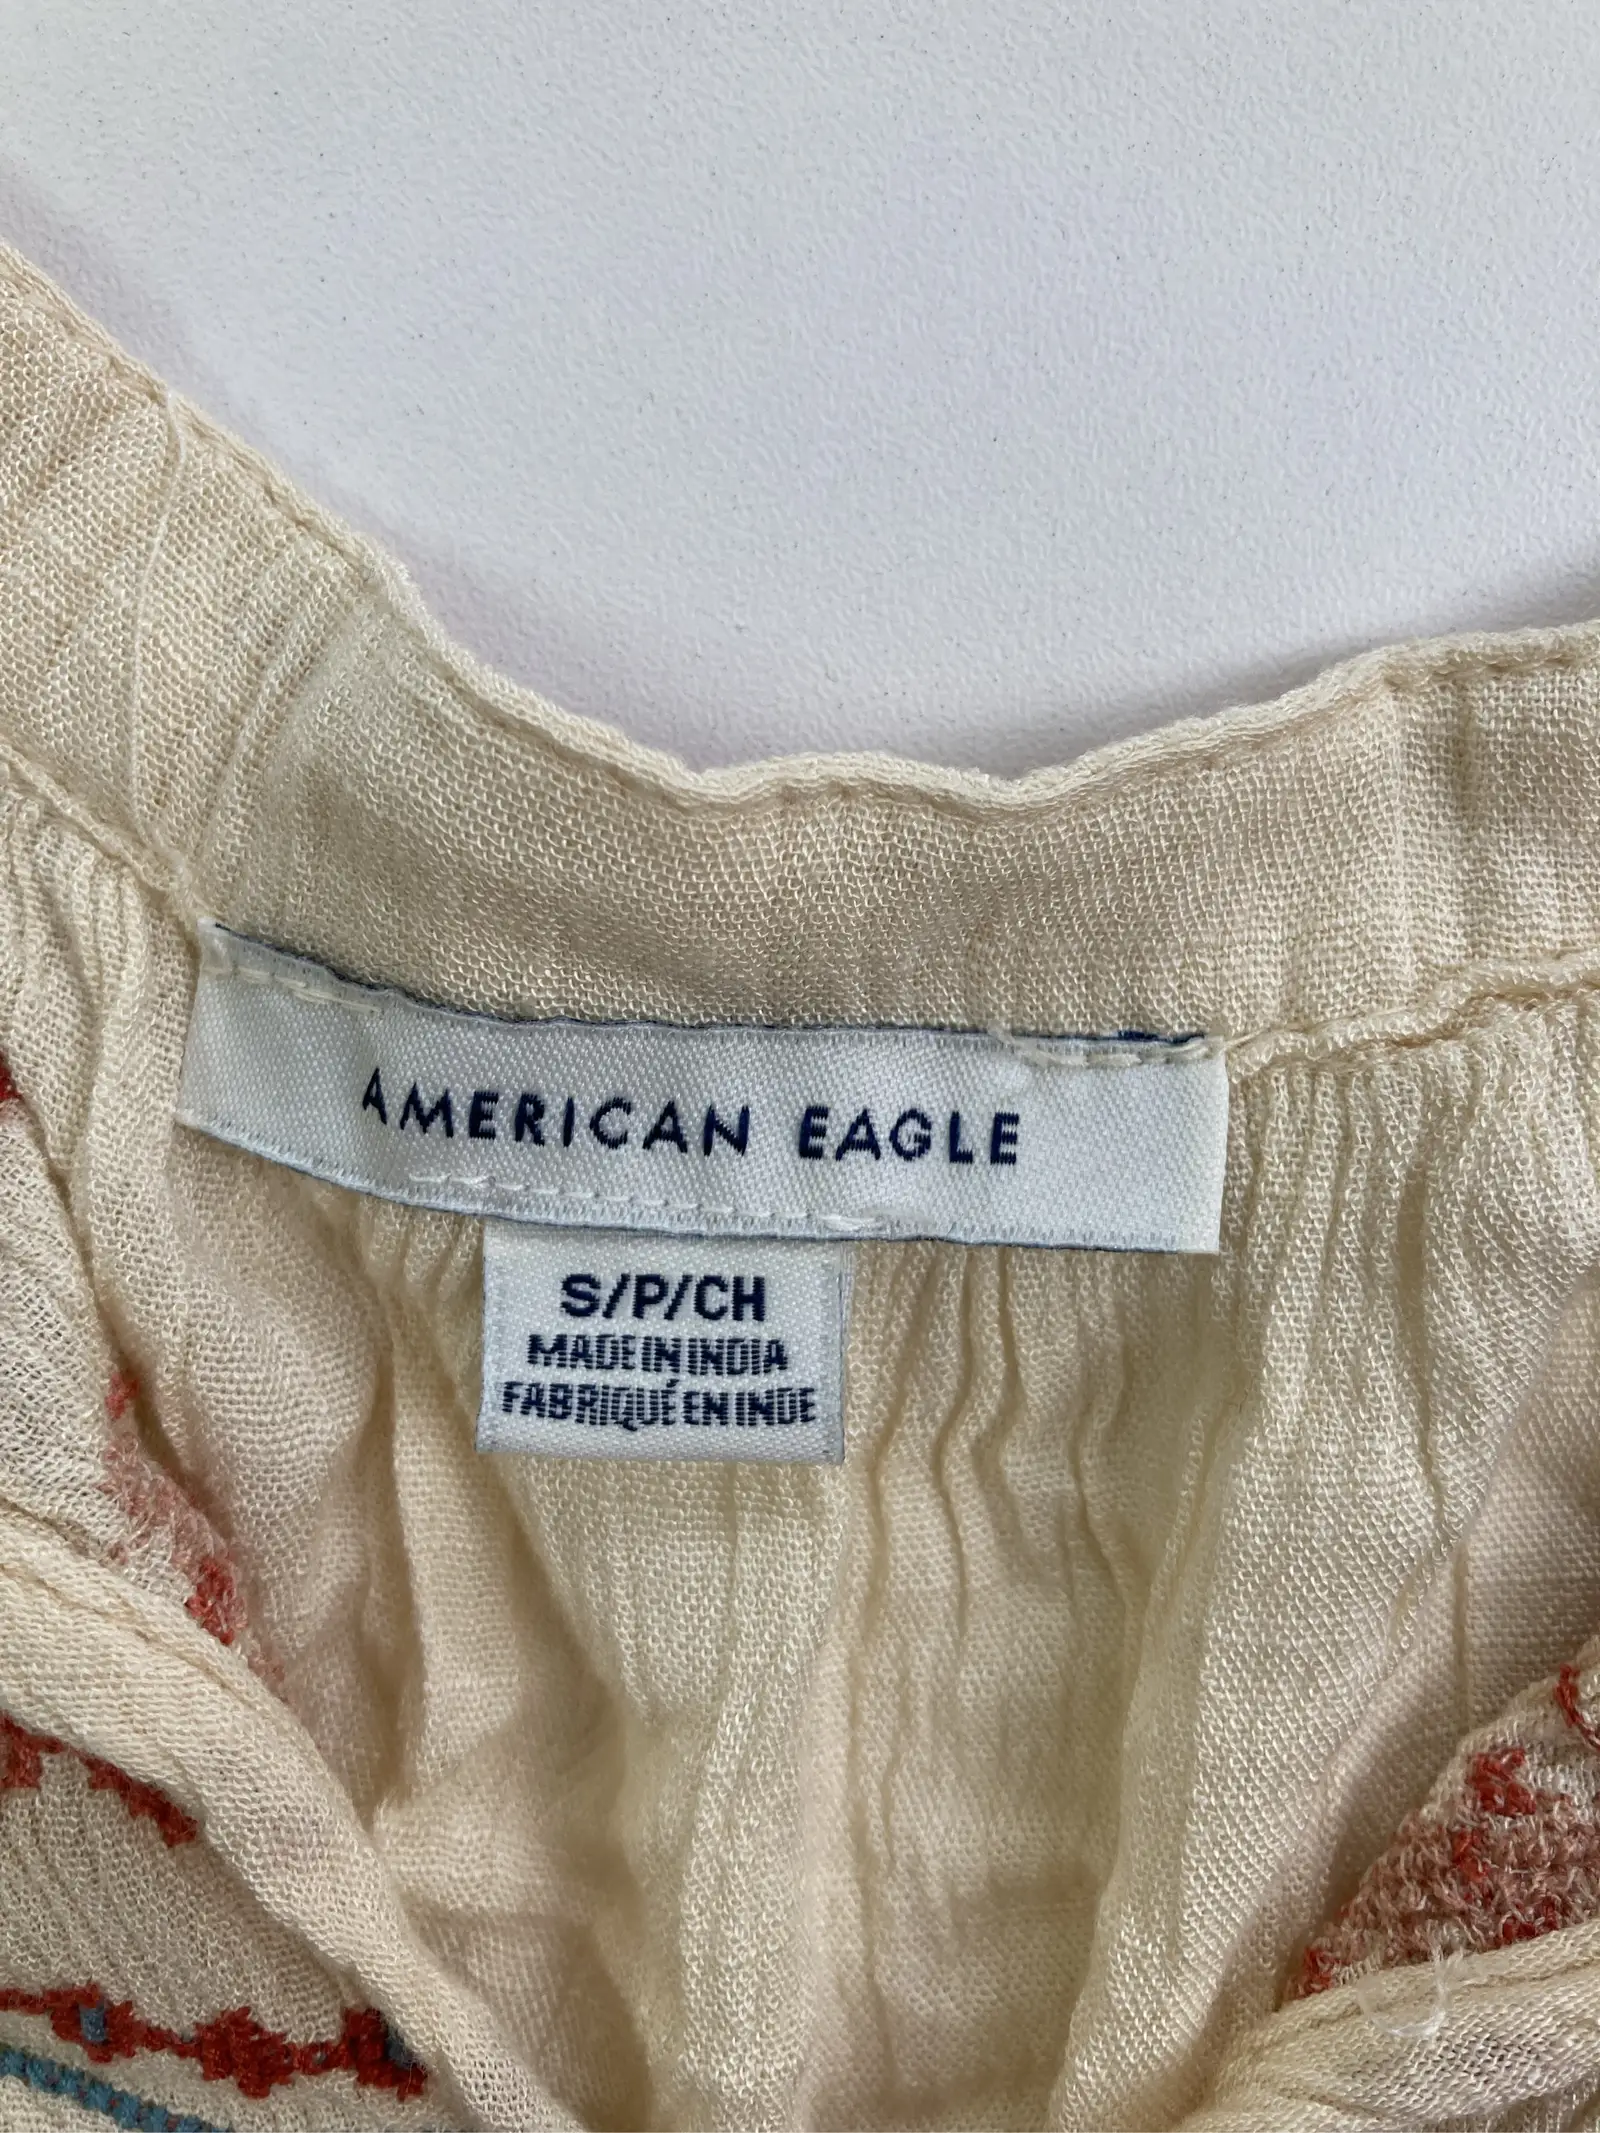 AMERICAN EAGLE
S/P/CH
MADE IN INDIA
FABRIQUÉ EN INDE